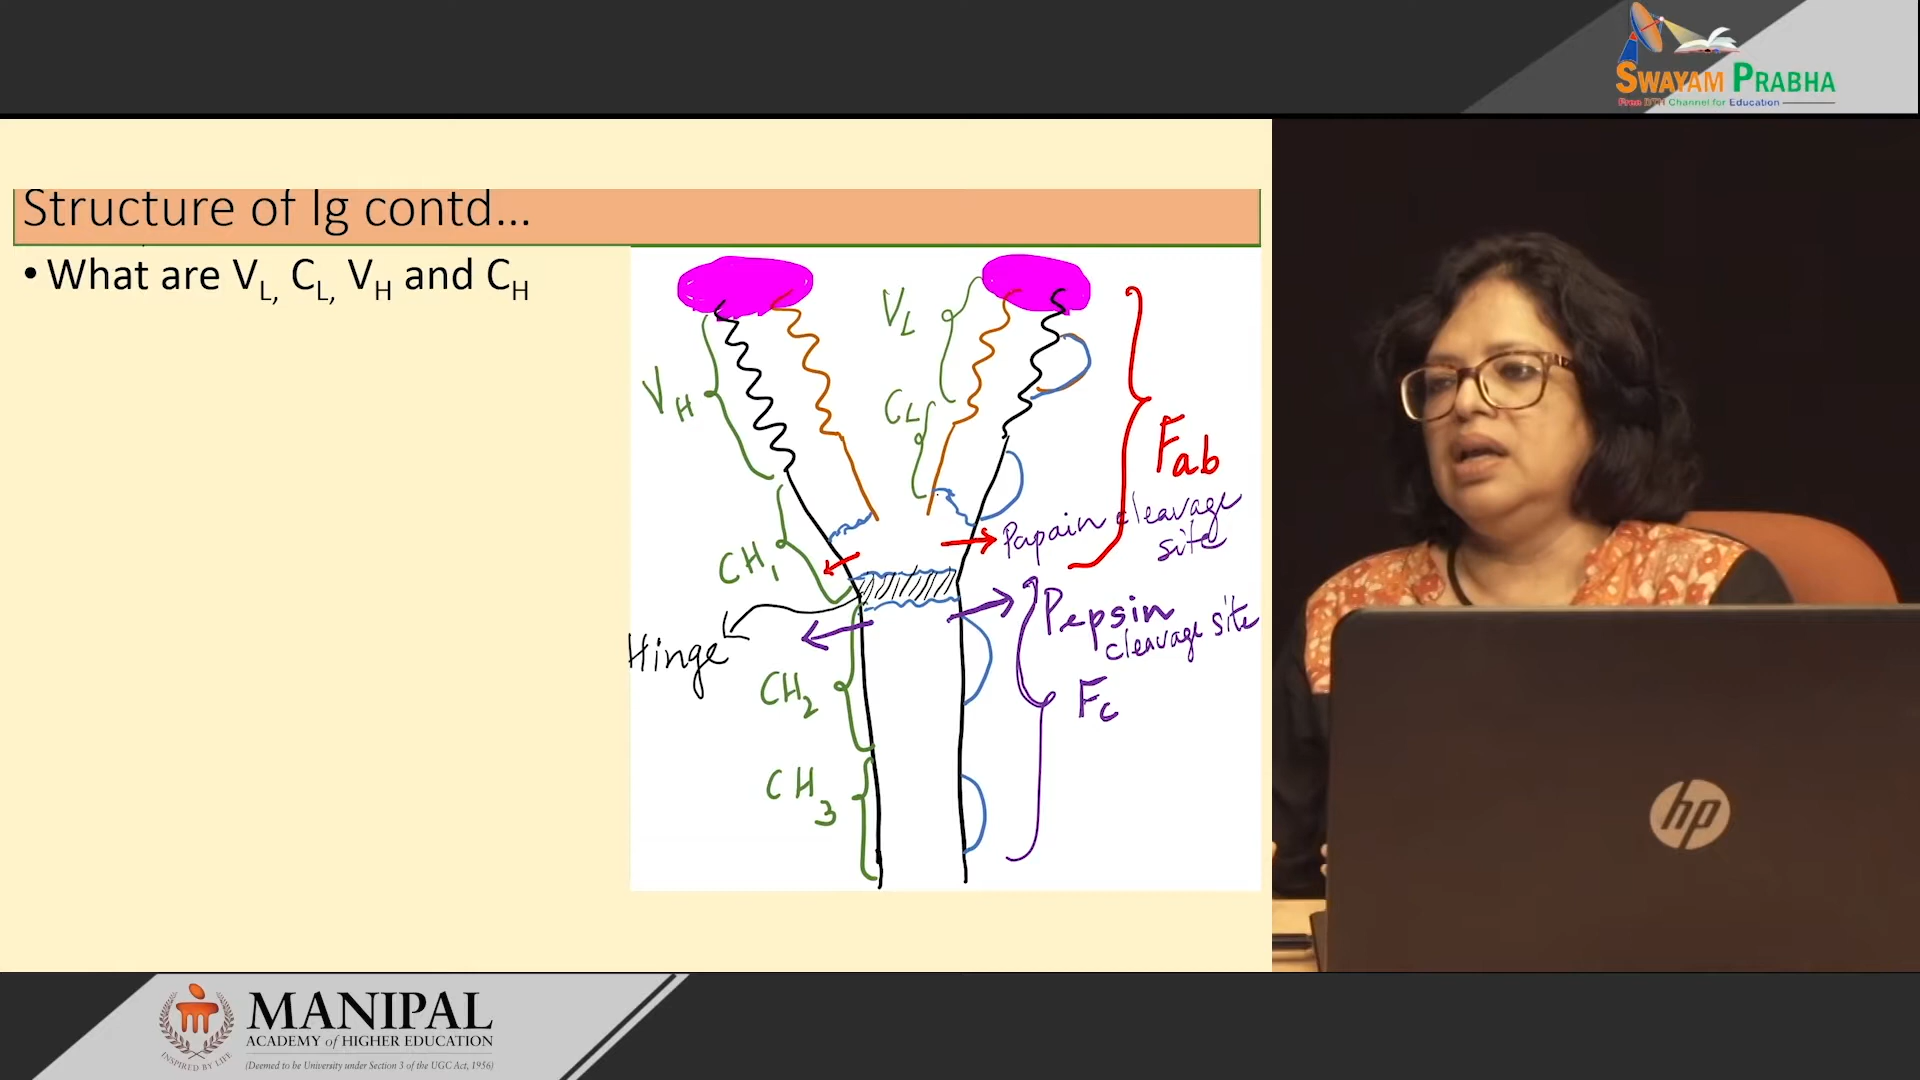 SWAYAM PRABHA
Free DTH Channel for Education
Structure of Ig contd...
• What are VL, CL, VH and CH
VL
VH
CL
Fab
Papain cleavage
site
CH1
Pepsin
cleavage site
Hinge
CH2
Fc
CH3
hp
MANIPAL
ACADEMY of HIGHER EDUCATION
(Deemed to be University under Section 3 of the UGC Act, 1956)
INSPIRED BY LIFE